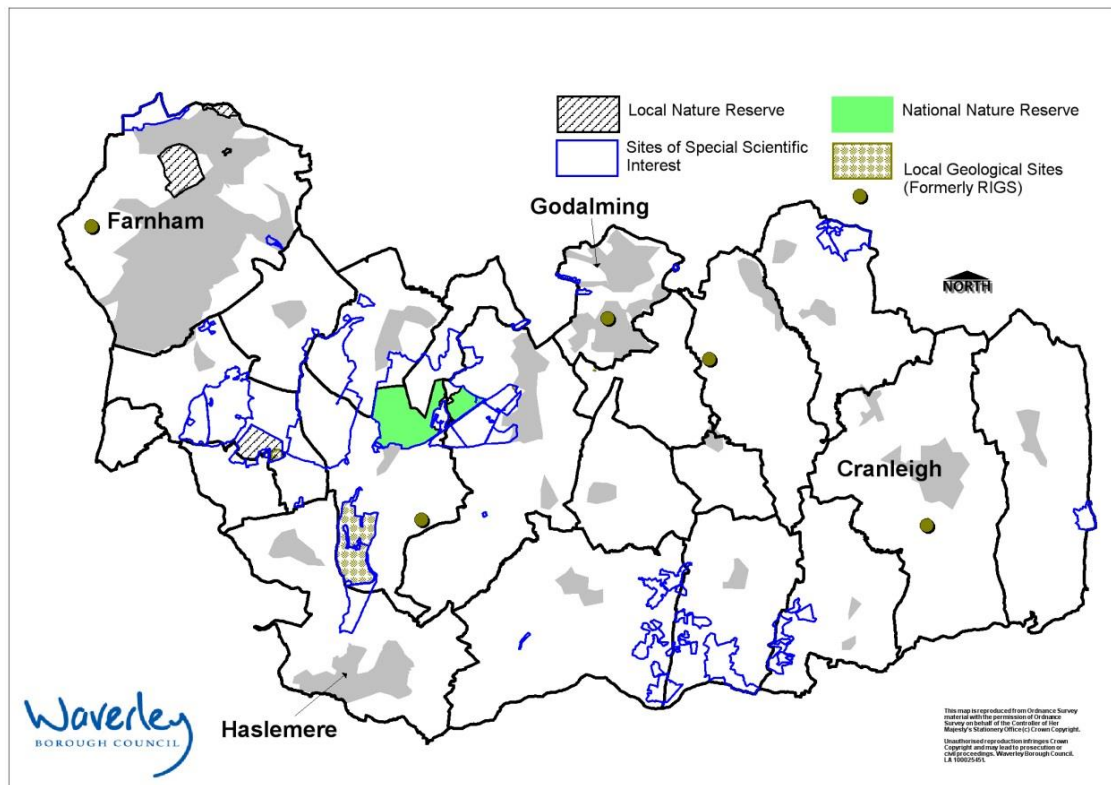 Local Nature Reserve
National Nature Reserve
Sites of Special Scientific
Interest
Local Geological Sites
(Formerly RIGS)
Farnham
Godalming
NORTH
Cranleigh
Haslemere
Waverley
BOROUGH COUNCIL
This map is reproduced from Ordnance Survey
material with the permission of Ordnance
Survey on behalf of the Controller of Her
Majesty's Stationery Office (c) Crown Copyright.
Unauthorised reproduction infringes Crown
Copyright and may lead to prosecution or
civil proceedings. Waverley Borough Council.
LA 100025451.